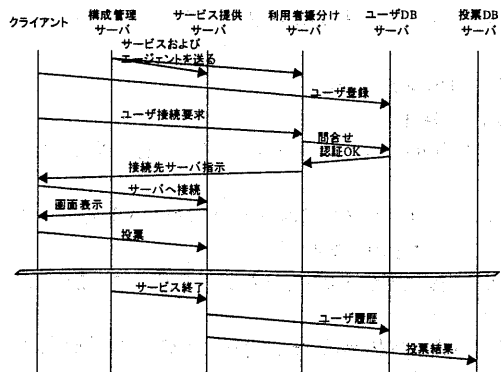 クライアント
構成管理
サーバ
サービス提供
サーバ
利用者振分け
サーバ
ユーザDB
サーバ
投票DB
サーバ
サービスおよび
エージェントを送る
ユーザ登録
ユーザ接続要求
問合せ
認証OK
接続先サーバ指示
サーバへ接続
画面表示
投票
サービス終了
ユーザ履歴
投票結果